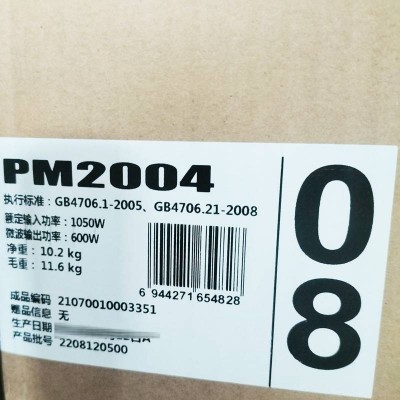 PM2004
执行标准：GB4706.1-2005、GB4706.21-2008
额定输入功率：1050W
微波输出功率：600W
净重：10.2 kg
毛重：11.6 kg
6 944271 654828
成品编码 21070010003351
赠品信息 无
生产日期
产品批号 2208120500
08